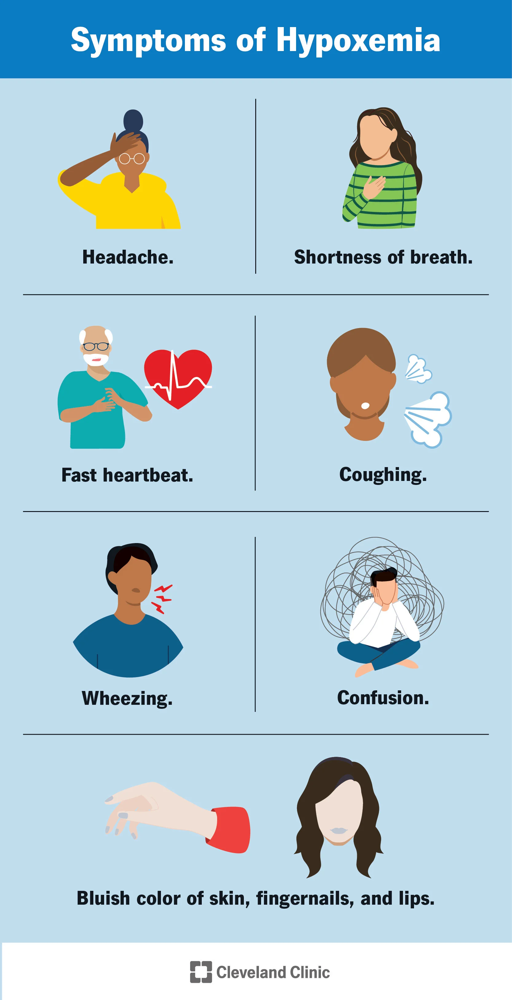 Symptoms of Hypoxemia
Headache.
Shortness of breath.
Fast heartbeat.
Coughing.
Wheezing.
Confusion.
Bluish color of skin, fingernails, and lips.
Cleveland Clinic